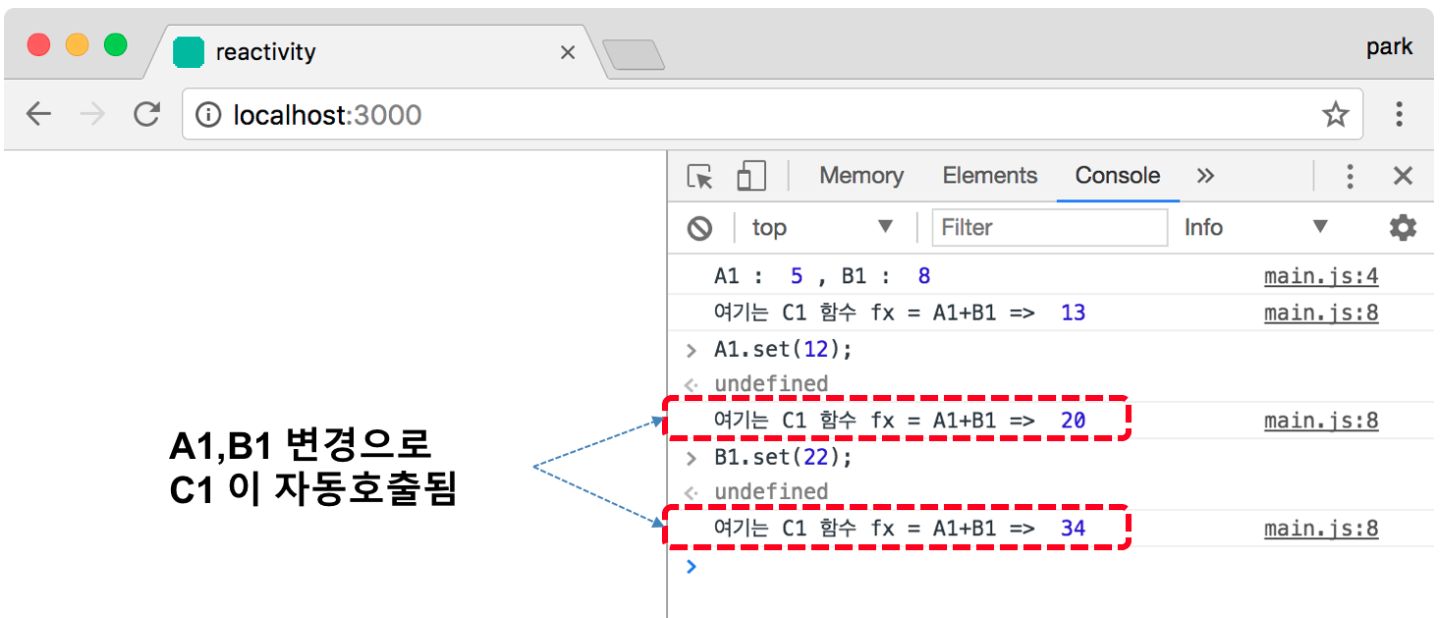 reactivity
park
localhost:3000
Memory Elements Console
top Filter Info
A1 : 5 , B1 : 8 main.js:4
여기는 C1 함수 fx = A1+B1 => 13 main.js:8
> A1.set(12);
undefined
여기는 C1 함수 fx = A1+B1 => 20 main.js:8
> B1.set(22);
undefined
여기는 C1 함수 fx = A1+B1 => 34 main.js:8
>
A1,B1 변경으로
C1 이 자동호출됨